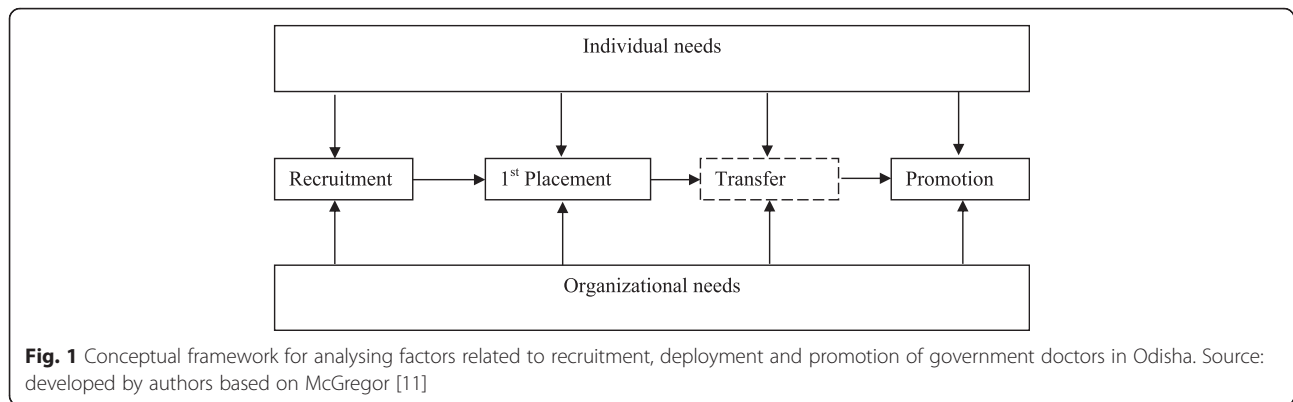 Individual needs
Recruitment
1st Placement
Transfer
Promotion
Organizational needs
Fig. 1 Conceptual framework for analysing factors related to recruitment, deployment and promotion of government doctors in Odisha. Source:
developed by authors based on McGregor [11]